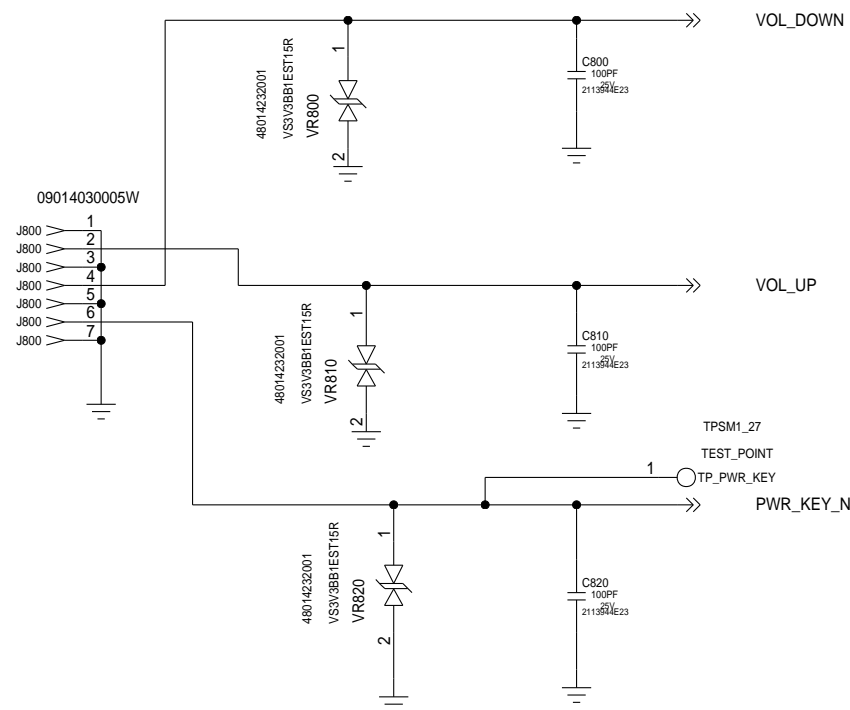 VOL_DOWN
1
48014232001
VS3V3BB1EST15R
VR800
2
C800
100PF
25V
2113944E23
09014030005W
J800 1
J800 2
J800 3
J800 4
J800 5
J800 6
J800 7
VOL_UP
1
48014232001
VS3V3BB1EST15R
VR810
2
C810
100PF
25V
2113944E23
TPSM1_27
TEST_POINT
1
TP_PWR_KEY
PWR_KEY_N
1
48014232001
VS3V3BB1EST15R
VR820
2
C820
100PF
25V
2113944E23